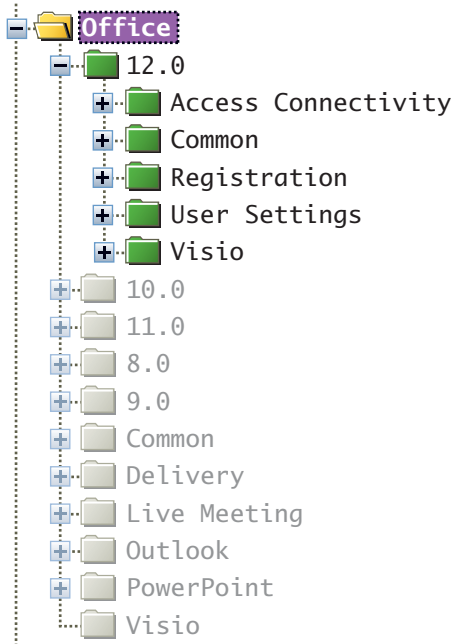 Office
12.0
Access Connectivity
Common
Registration
User Settings
Visio
10.0
11.0
8.0
9.0
Common
Delivery
Live Meeting
Outlook
PowerPoint
Visio